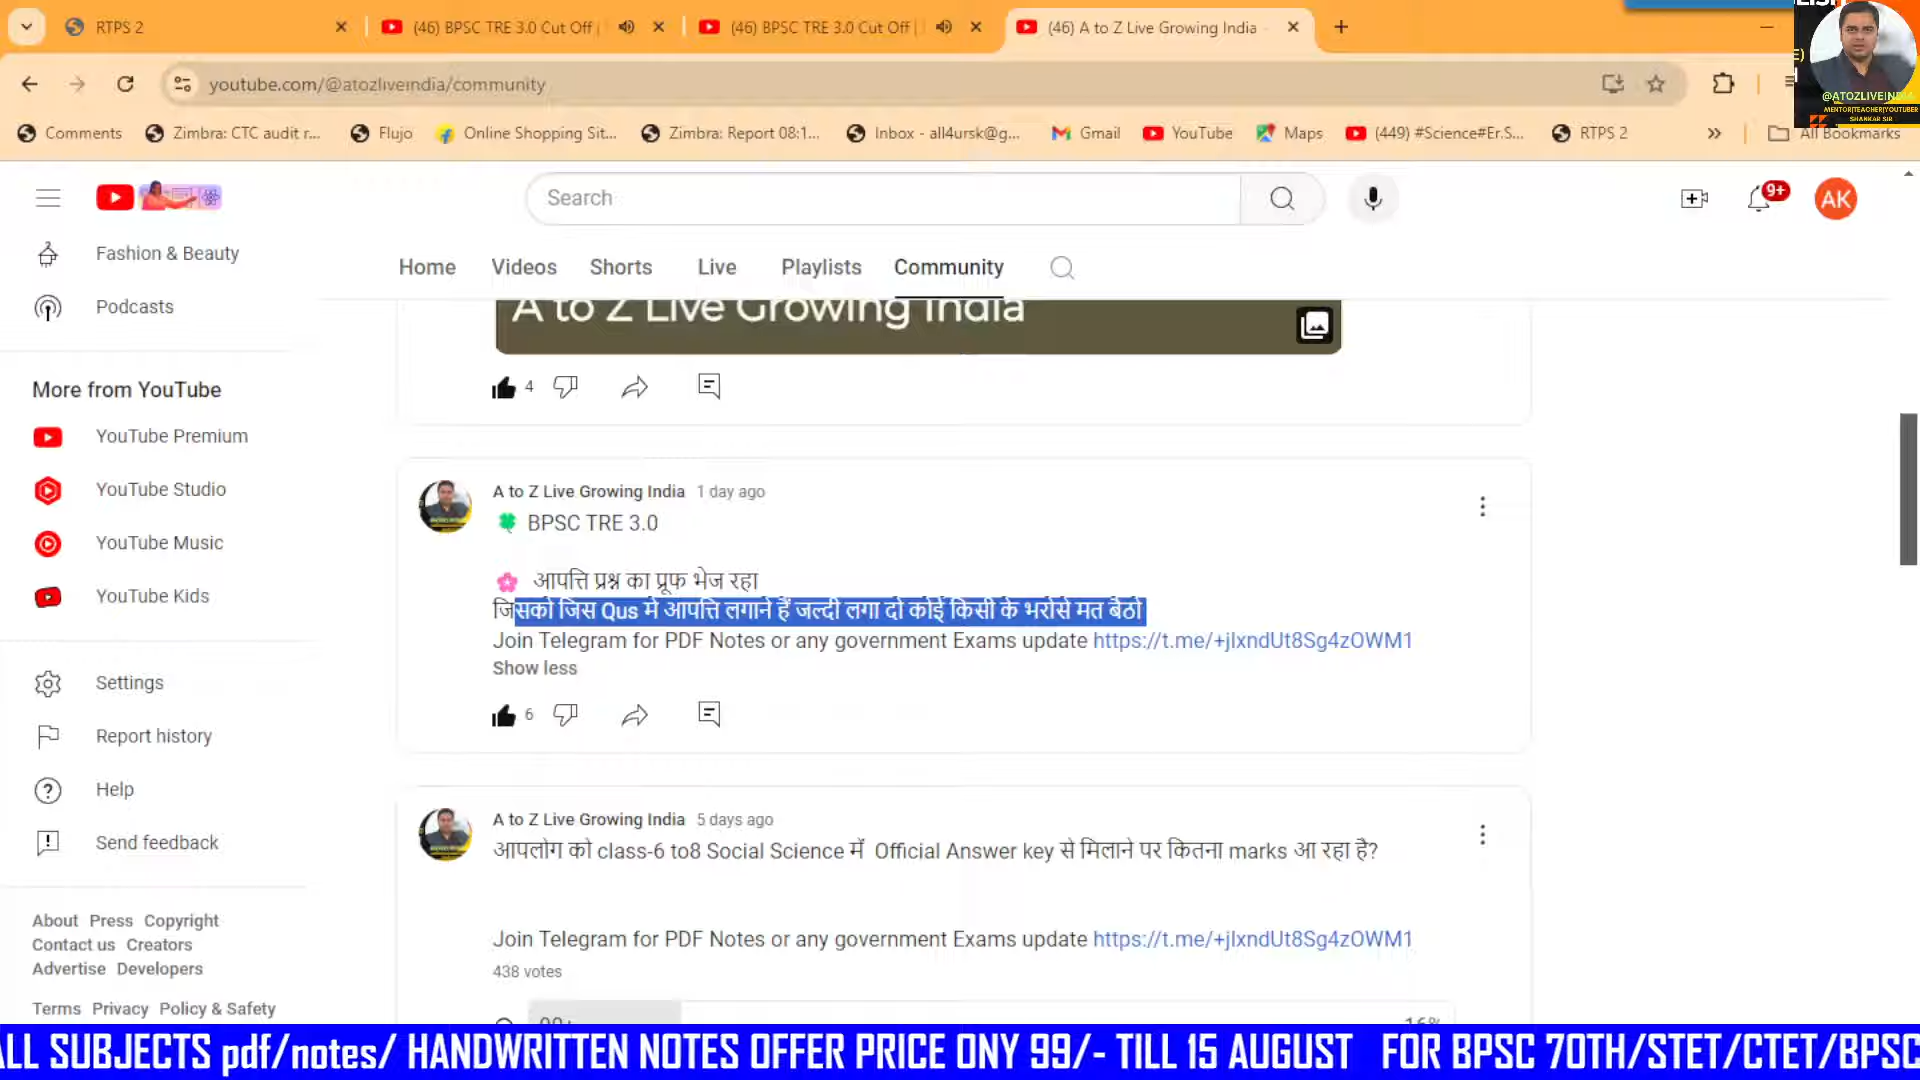 RTPS 2
(46) BPSC TRE 3.0 Cut Off
(46) BPSC TRE 3.0 Cut Off
(46) A to Z Live Growing India
youtube.com/@atozliveindia/community
Comments
Zimbra: CTC audit r...
Flujo
Online Shopping Sit...
Zimbra: Report 08:1...
Inbox - all4ursk@g...
Gmail
YouTube
Maps
(449) #Science#Er.S...
RTPS 2
All Bookmarks
@ATOZLIVEINDIA
MENTOR|TEACHER|YOUTUBER
SHANKAR SIR
Search
9+
AK
Fashion & Beauty
Podcasts
More from YouTube
YouTube Premium
YouTube Studio
YouTube Music
YouTube Kids
Settings
Report history
Help
Send feedback
About Press Copyright
Contact us Creators
Advertise Developers
Terms Privacy Policy & Safety
Home Videos Shorts Live Playlists Community
A to Z Live Growing India
4
A to Z Live Growing India 1 day ago
🍀 BPSC TRE 3.0
🌸 आपत्ति प्रश्न का प्रूफ भेज रहा
जिसको जिस Qus मे आपत्ति लगाने हैं जल्दी लगा दो कोई किसी के भरोसे मत बैठो
Join Telegram for PDF Notes or any government Exams update https://t.me/+jlxndUt8Sg4zOWM1
Show less
6
A to Z Live Growing India 5 days ago
आपलोग को class-6 to8 Social Science में Official Answer key से मिलाने पर कितना marks आ रहा है?
Join Telegram for PDF Notes or any government Exams update https://t.me/+jlxndUt8Sg4zOWM1
438 votes
16%
ALL SUBJECTS pdf/notes/ HANDWRITTEN NOTES OFFER PRICE ONY 99/- TILL 15 AUGUST FOR BPSC 70TH/STET/CTET/BPSC